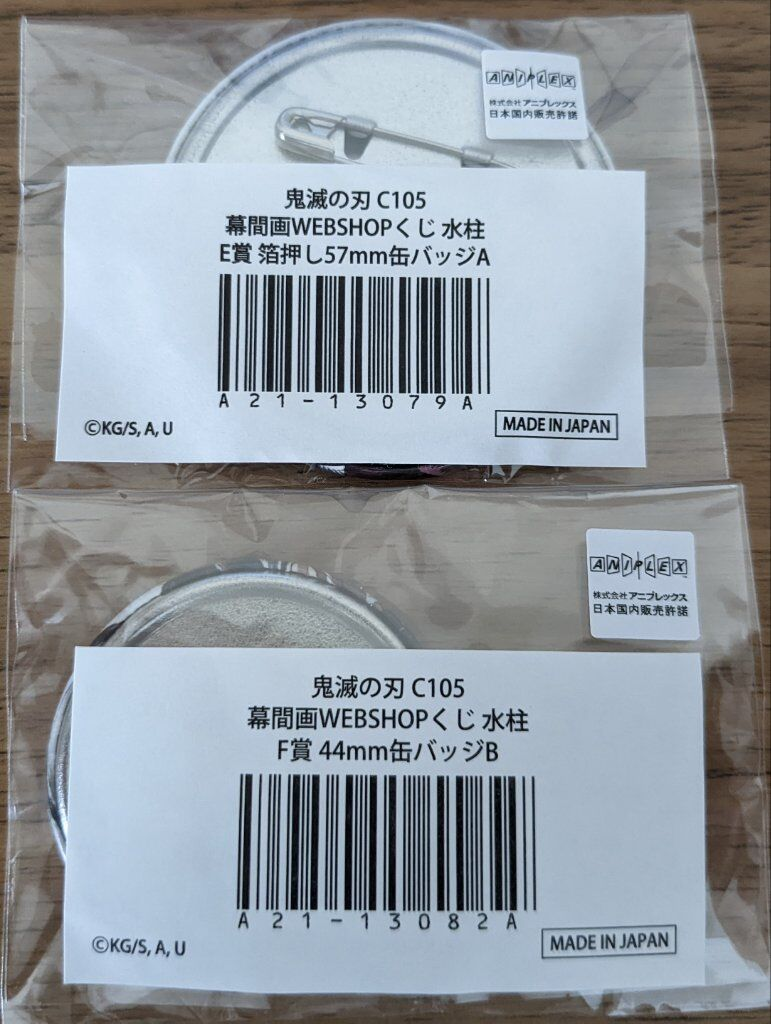 ANIPLEX
株式会社アニプレックス
日本国内販売許諾
鬼滅の刃 C105
幕間画WEBSHOPくじ 水柱
E賞 箔押し57mm缶バッジA
A21-13079A
©KG/S, A, U
MADE IN JAPAN
ANIPLEX
株式会社アニプレックス
日本国内販売許諾
鬼滅の刃 C105
幕間画WEBSHOPくじ 水柱
F賞 44mm缶バッジB
A21-13082A
©KG/S, A, U
MADE IN JAPAN